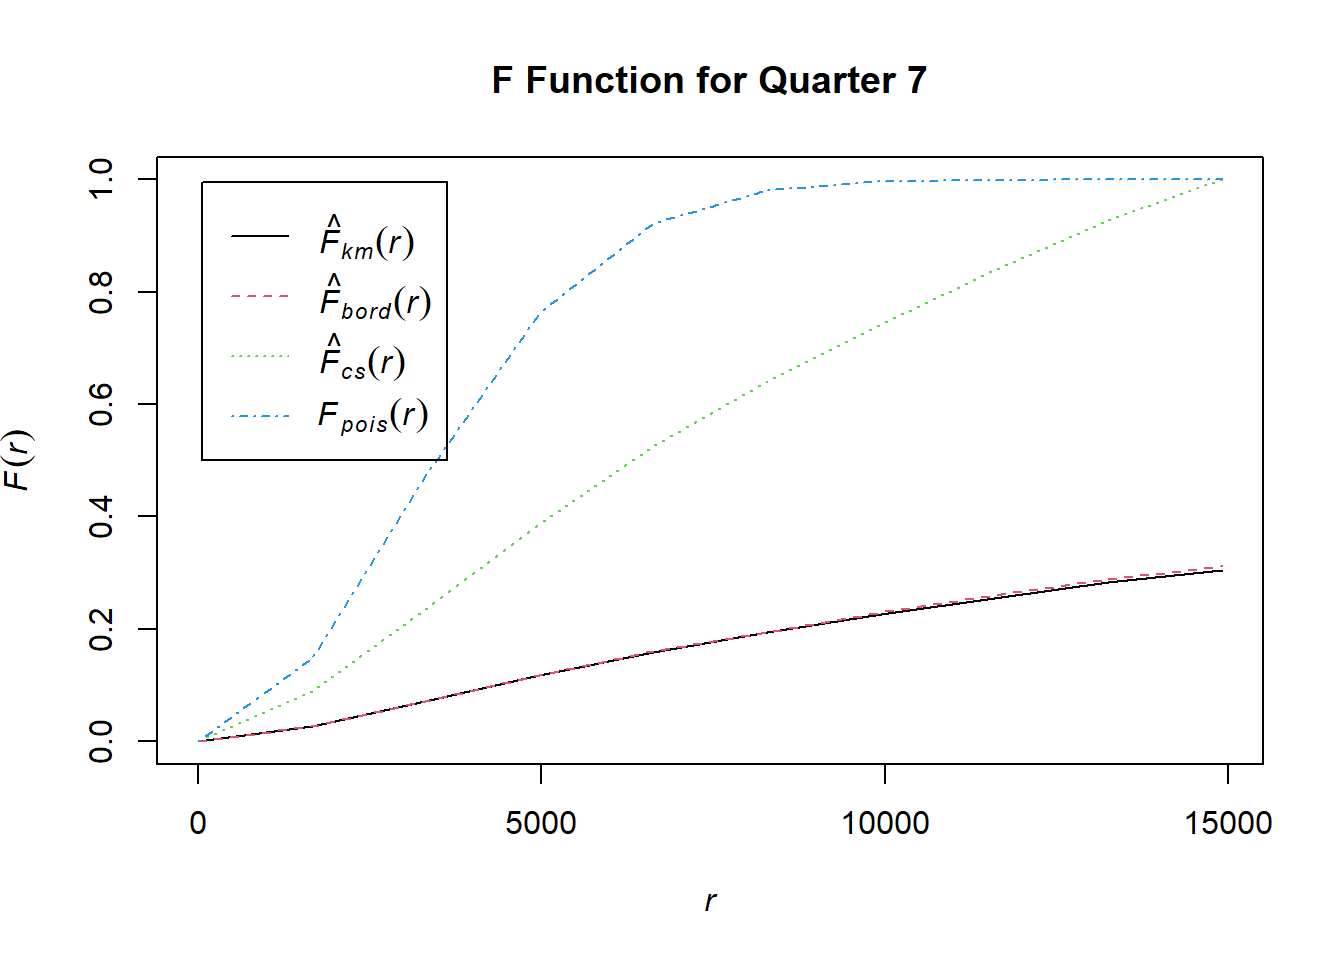 F Function for Quarter 7
F(r)
1.0
0.8
0.6
0.4
0.2
0.0
F̂km(r)
F̂bord(r)
F̂cs(r)
Fpois(r)
0 5000 10000 15000
r